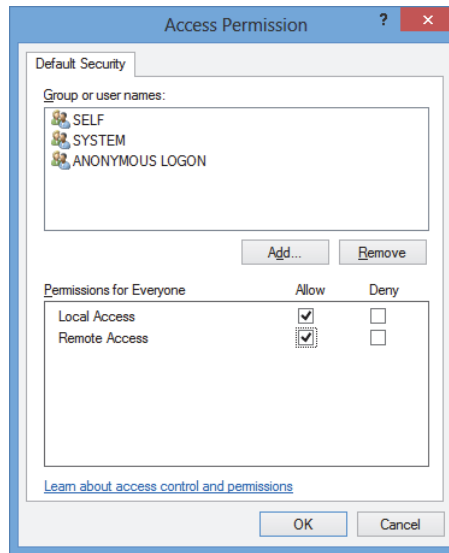 Access Permission ?
Default Security
Group or user names:
SELF
SYSTEM
ANONYMOUS LOGON
Add... Remove
Permissions for Everyone Allow Deny
Local Access
Remote Access
Learn about access control and permissions
OK Cancel